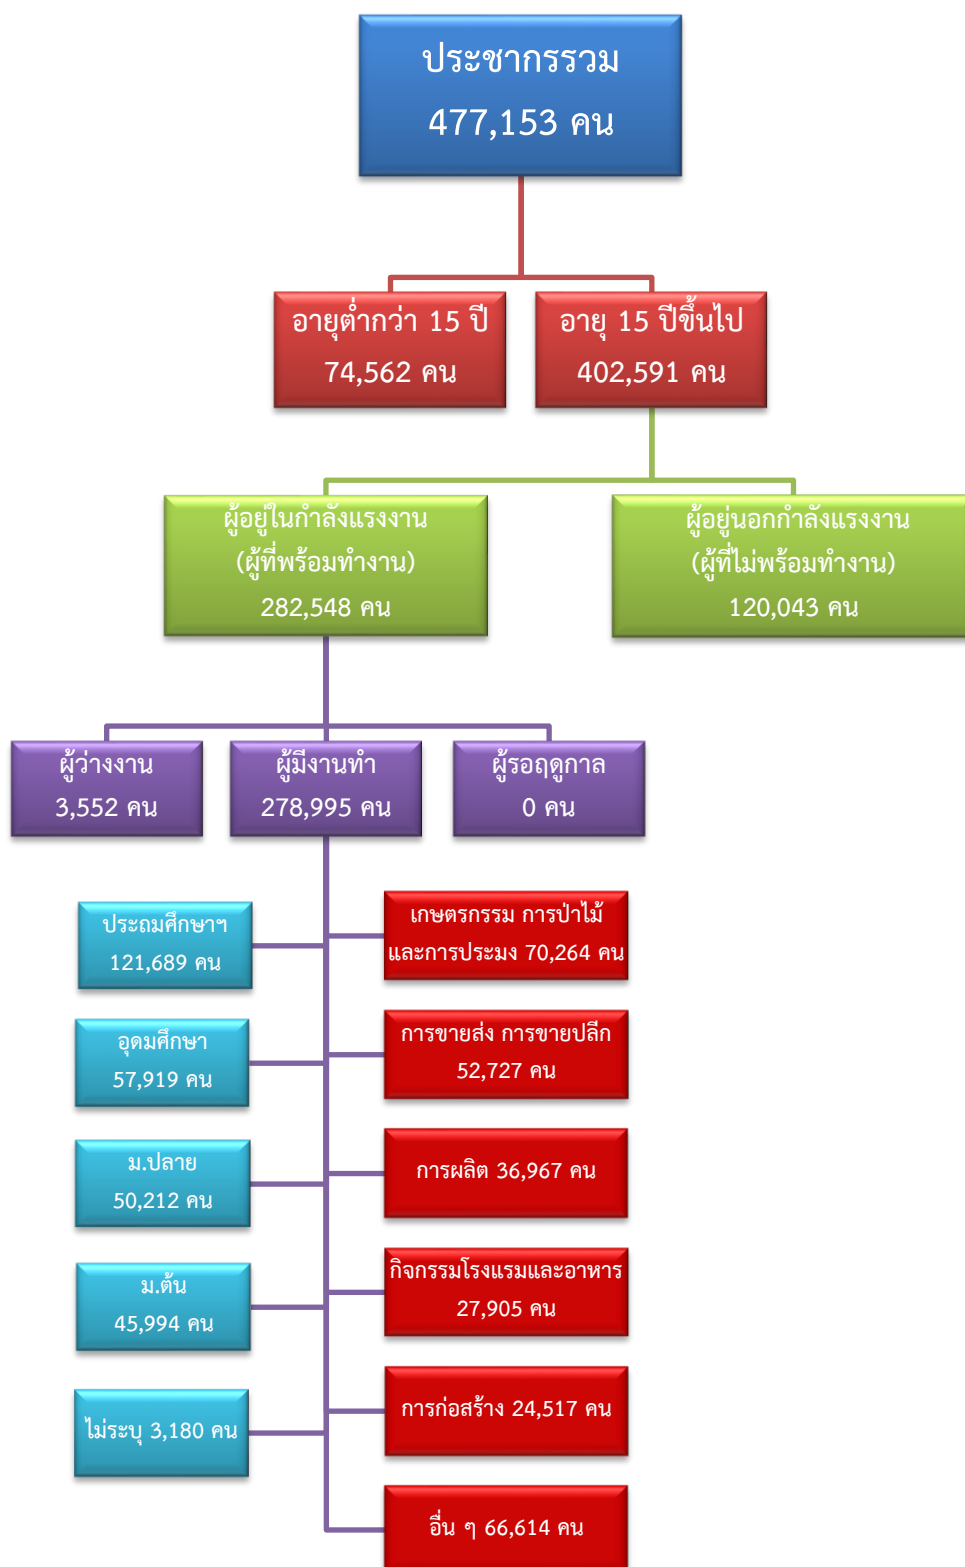 ประชากรรวม
477,153 คน
อายุต่ำกว่า 15 ปี
74,562 คน
อายุ 15 ปีขึ้นไป
402,591 คน
ผู้อยู่ในกำลังแรงงาน
(ผู้ที่พร้อมทำงาน)
282,548 คน
ผู้อยู่นอกกำลังแรงงาน
(ผู้ที่ไม่พร้อมทำงาน)
120,043 คน
ผู้ว่างงาน
3,552 คน
ผู้มีงานทำ
278,995 คน
ผู้รอฤดูกาล
0 คน
ประถมศึกษาฯ
121,689 คน
อุดมศึกษา
57,919 คน
ม.ปลาย
50,212 คน
ม.ต้น
45,994 คน
ไม่ระบุ 3,180 คน
เกษตรกรรม การป่าไม้
และการประมง 70,264 คน
การขายส่ง การขายปลีก
52,727 คน
การผลิต 36,967 คน
กิจกรรมโรงแรมและอาหาร
27,905 คน
การก่อสร้าง 24,517 คน
อื่น ๆ 66,614 คน